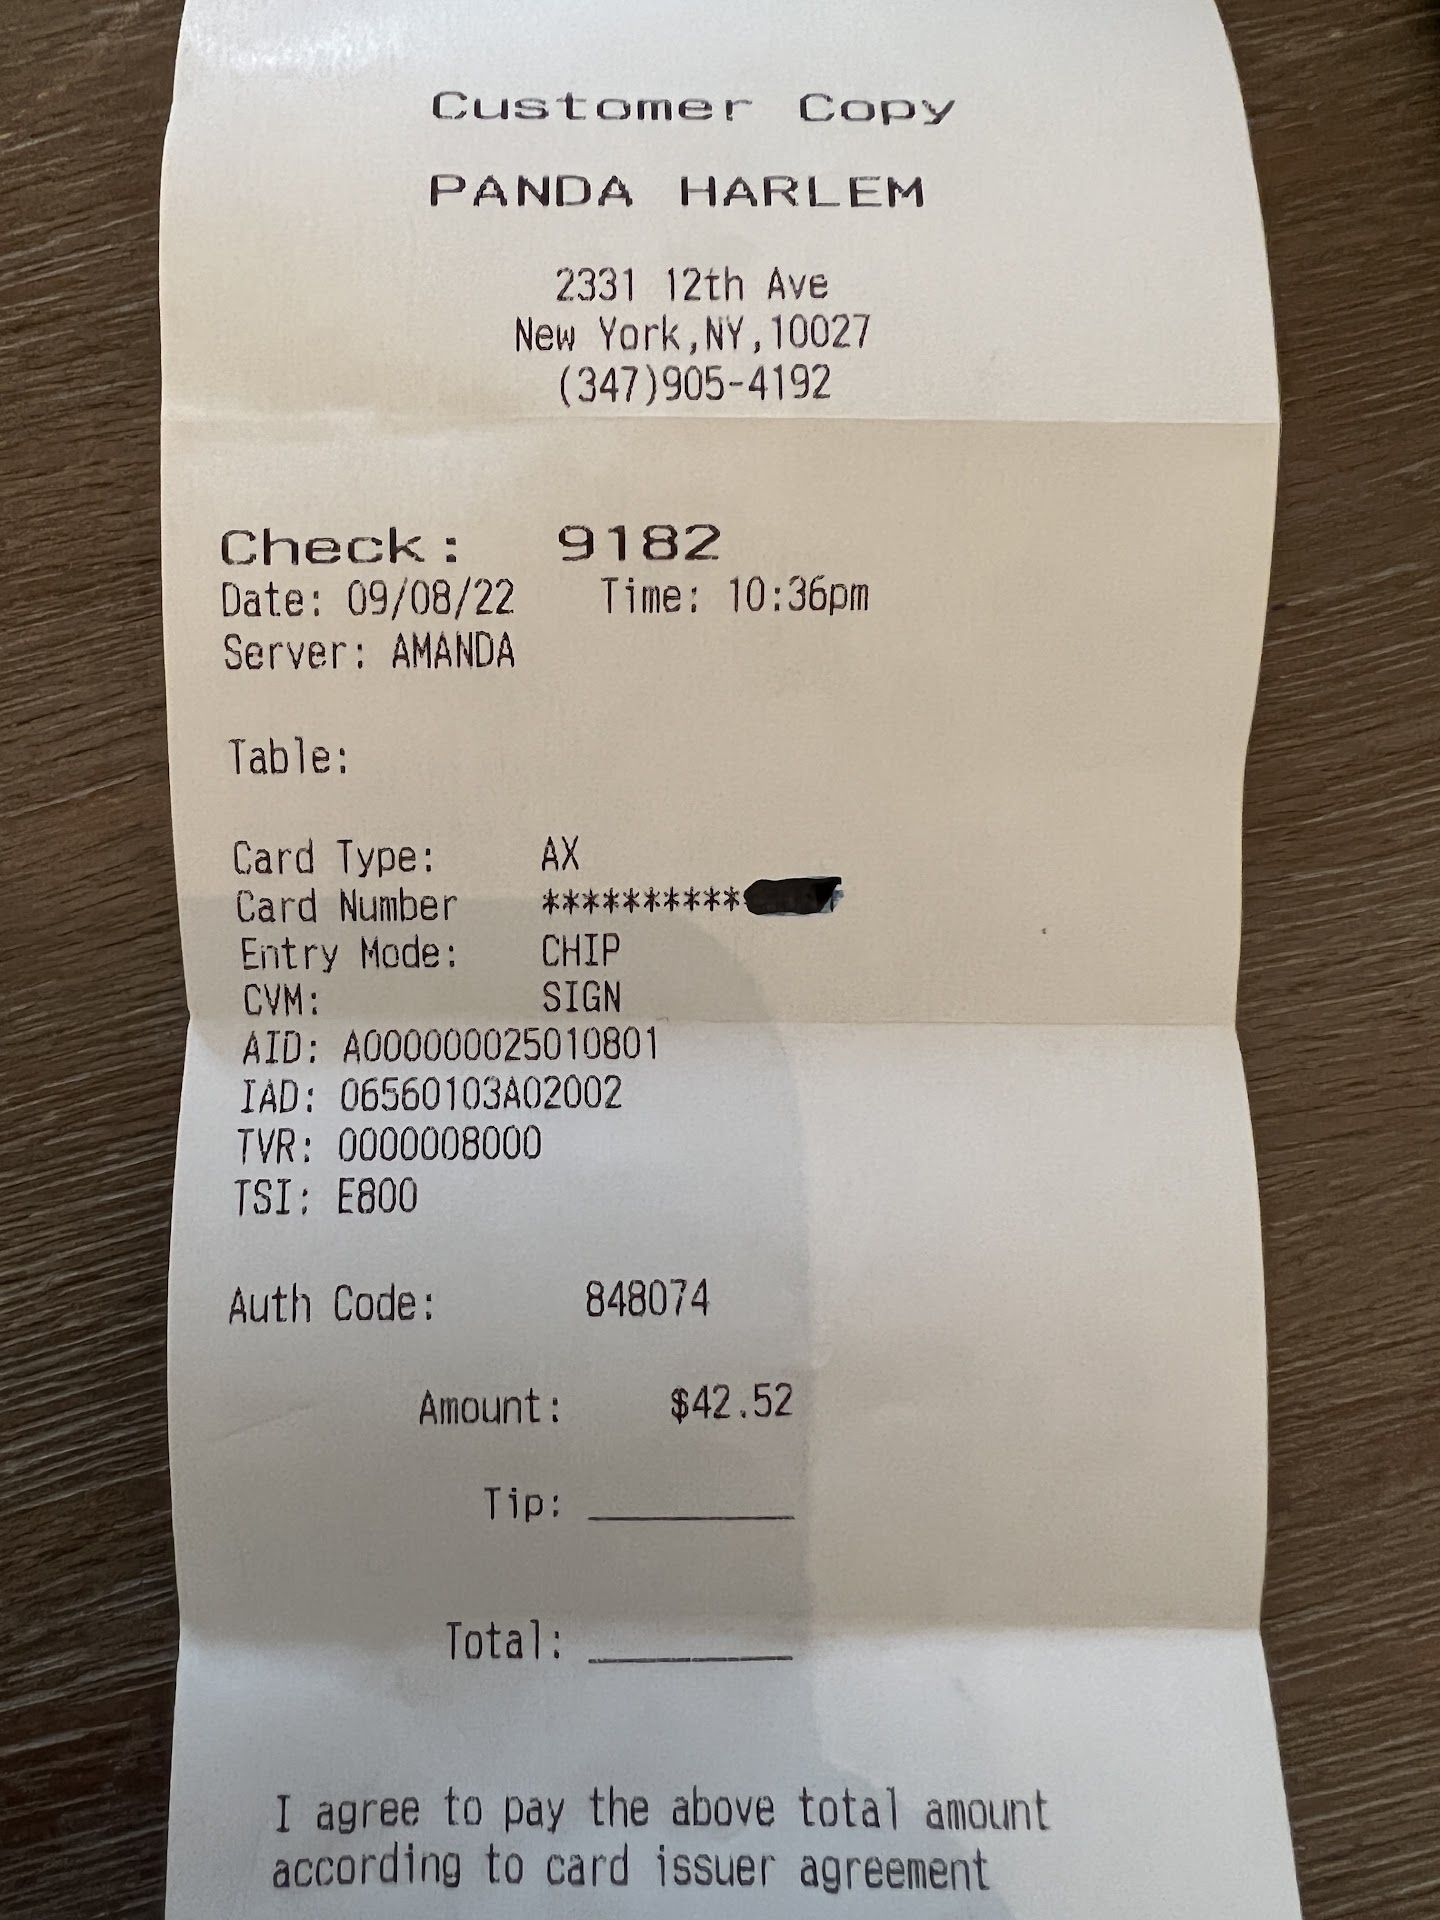 Customer Copy
PANDA HARLEM
2331 12th Ave
New York,NY,10027
(347)905-4192
Check: 9182
Date: 09/08/22 Time: 10:36pm
Server: AMANDA
Table:
Card Type: AX
Card Number **********
Entry Mode: CHIP
CVM: SIGN
AID: A000000025010801
IAD: 06560103A02002
TVR: 0000008000
TSI: E800
Auth Code: 848074
Amount: $42.52
Tip: __________
Total: __________
I agree to pay the above total amount
according to card issuer agreement